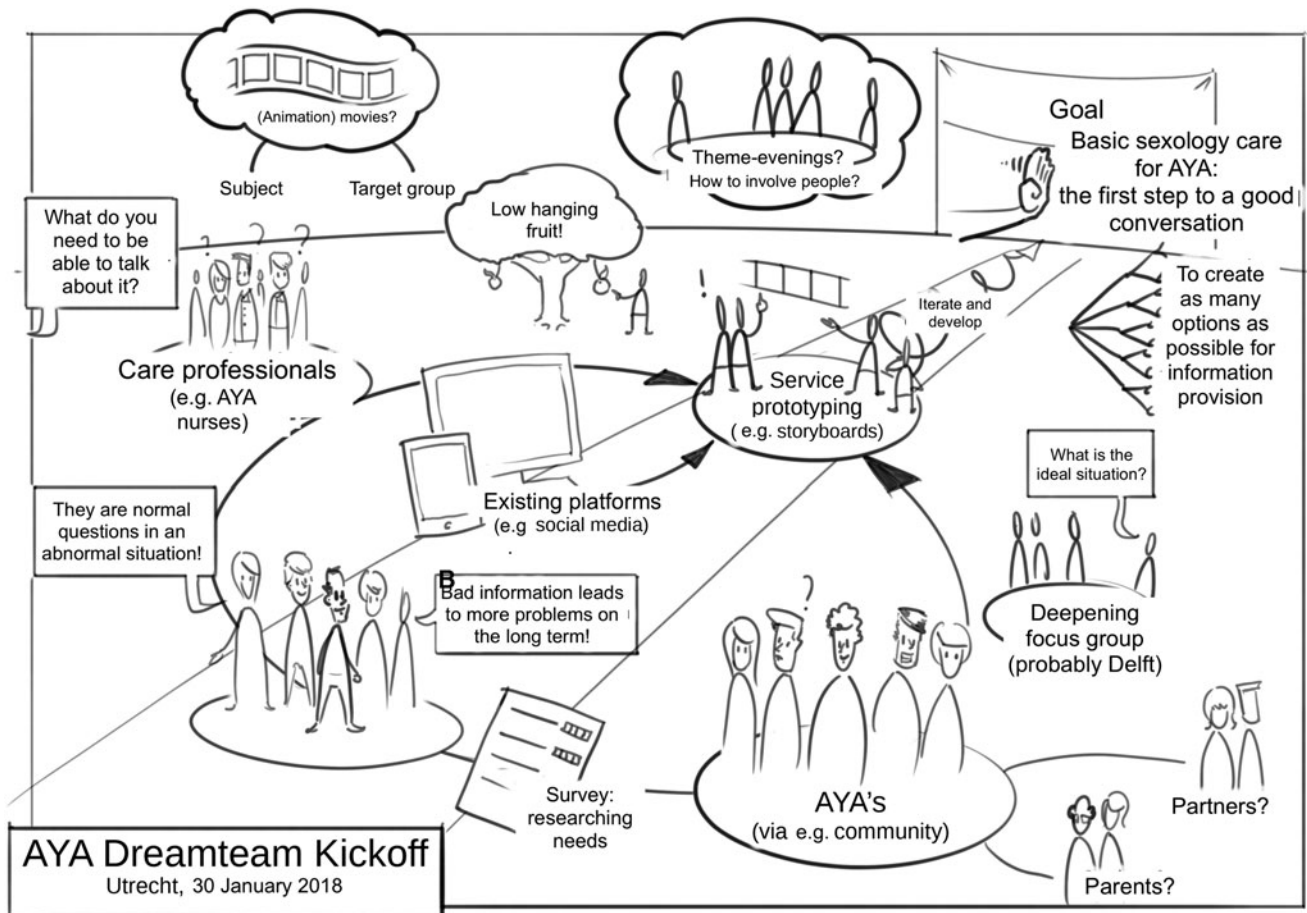 (Animation) movies?
Subject
Target group
Theme-evenings?
How to involve people?
Goal
Basic sexology care
for AYA:
the first step to a good
conversation
What do you
need to be
able to talk
about it?
Low hanging
fruit!
To create
as many
options as
possible for
information
provision
Iterate and
develop
Care professionals
(e.g. AYA
nurses)
Service
prototyping
( e.g. storyboards)
What is the
ideal situation?
Existing platforms
(e.g social media)
They are normal
questions in an
abnormal situation!
Bad information leads
to more problems on
the long term!
Deepening
focus group
(probably Delft)
Survey:
researching
needs
AYA's
(via e.g. community)
Partners?
Parents?
AYA Dreamteam Kickoff
Utrecht, 30 January 2018